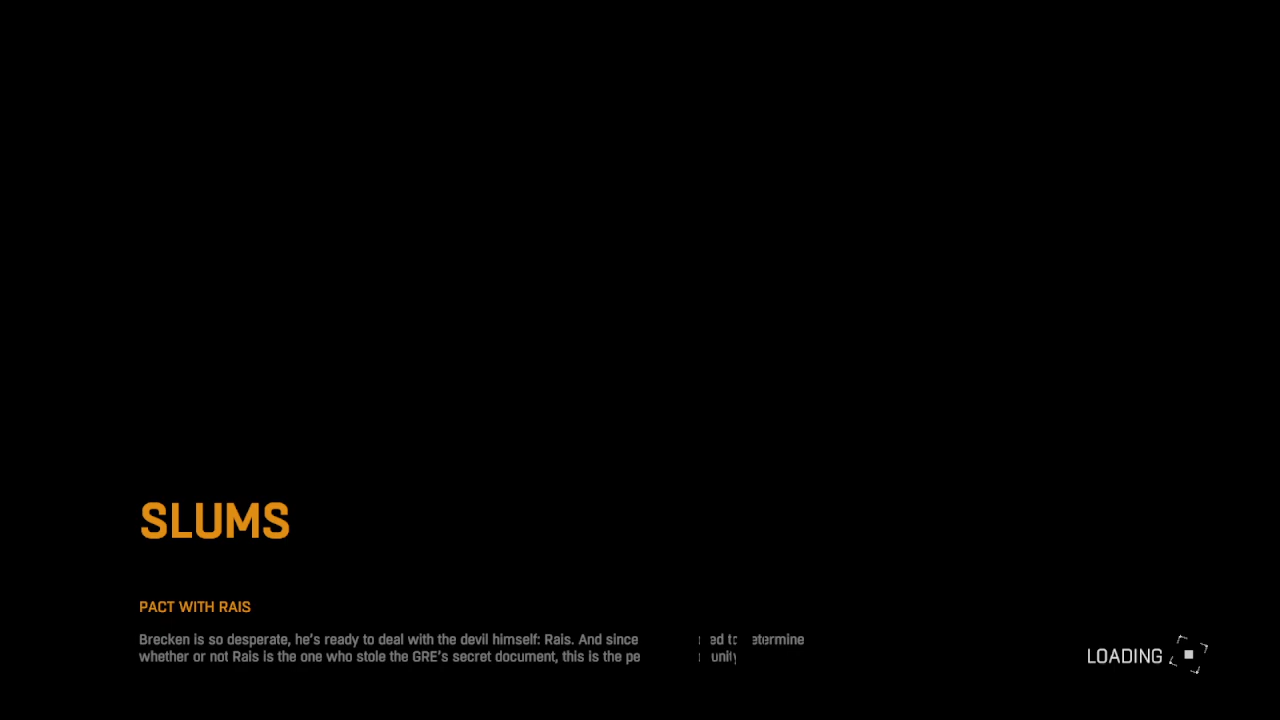 SLUMS
PACT WITH RAIS
Brecken is so desperate, he's ready to deal with the devil himself: Rais. And since
whether or not Rais is the one who stole the GRE's secret document, this is the
LOADING